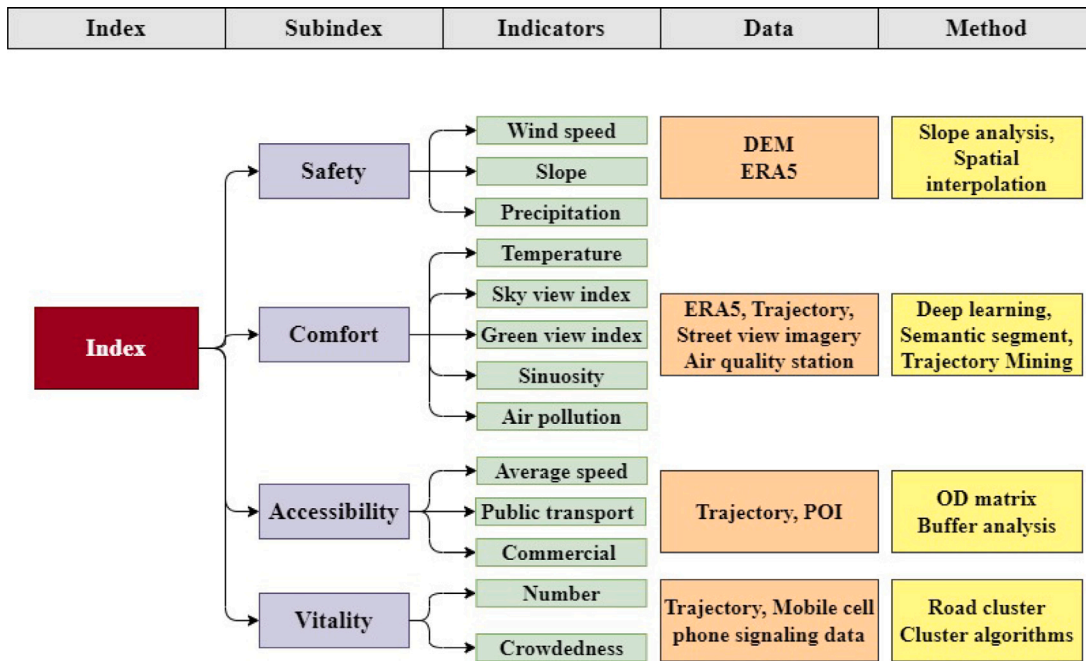 Index Subindex Indicators Data Method
Index
Safety
Wind speed
Slope
Precipitation
DEM
ERA5
Slope analysis,
Spatial
interpolation
Comfort
Temperature
Sky view index
Green view index
Sinuosity
Air pollution
ERA5, Trajectory,
Street view imagery
Air quality station
Deep learning,
Semantic segment,
Trajectory Mining
Accessibility
Average speed
Public transport
Commercial
Trajectory, POI
OD matrix
Buffer analysis
Vitality
Number
Crowdedness
Trajectory, Mobile cell
phone signaling data
Road cluster
Cluster algorithms